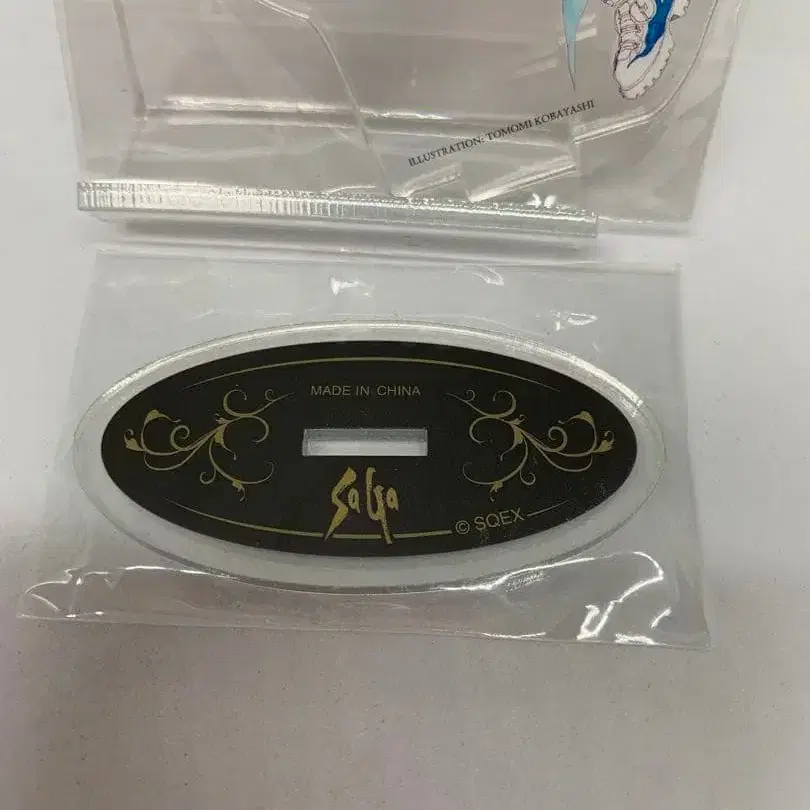 ILLUSTRATION: TOMOMI KOBAYASHI
MADE IN CHINA
SaGa
© SQEX